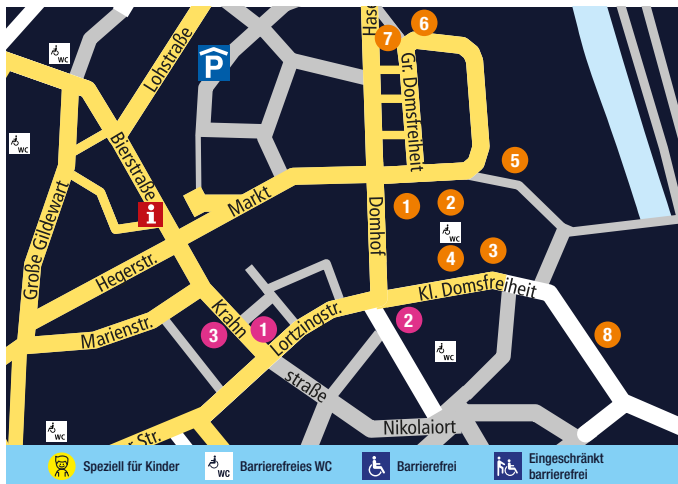 Hase
7
6
WC
Lohstraße
P
Gr. Domsfreiheit
WC
Bierstraße
5
i
Markt
1
2
Große Gildewart
Domhof
WC
Hegerstr.
4
3
Kl. Domsfreiheit
Marienstr.
Krahn
3
1
Lortzingstr.
2
8
WC
straße
Nikolaiort
WC
r Str.
Speziell für Kinder
WC
Barrierefreies WC
Barrierefrei
Eingeschränkt
barrierefrei